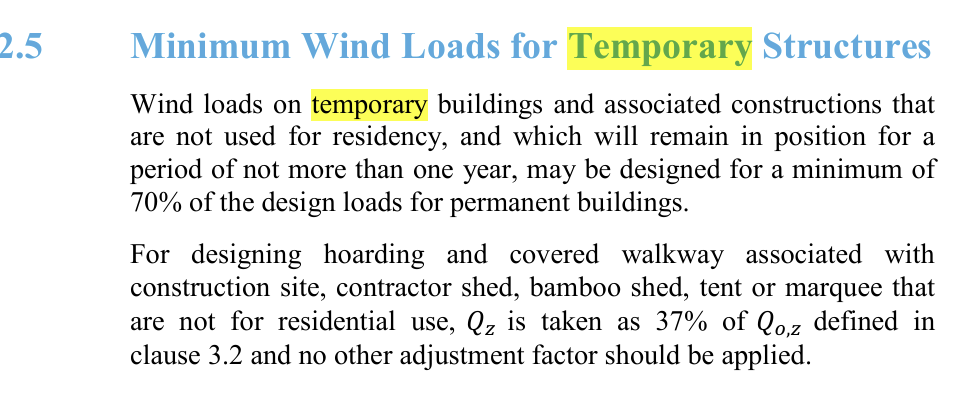 2.5 Minimum Wind Loads for Temporary Structures
Wind loads on temporary buildings and associated constructions that
are not used for residency, and which will remain in position for a
period of not more than one year, may be designed for a minimum of
70% of the design loads for permanent buildings.
For designing hoarding and covered walkway associated with
construction site, contractor shed, bamboo shed, tent or marquee that
are not for residential use, Q_z is taken as 37% of Q_{o,z} defined in
clause 3.2 and no other adjustment factor should be applied.